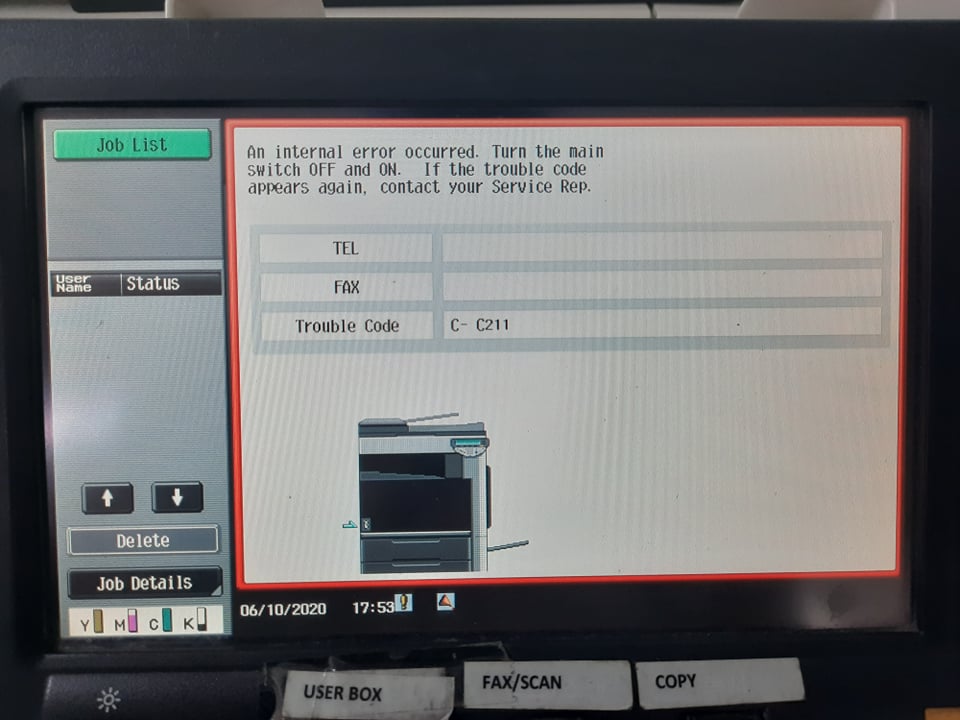 Job List
An internal error occurred. Turn the main
switch OFF and ON. If the trouble code
appears again, contact your Service Rep.
TEL
FAX
Trouble Code C- C211
User Name Status
Delete
Job Details
Y M C K
06/10/2020 17:53
USER BOX FAX/SCAN COPY